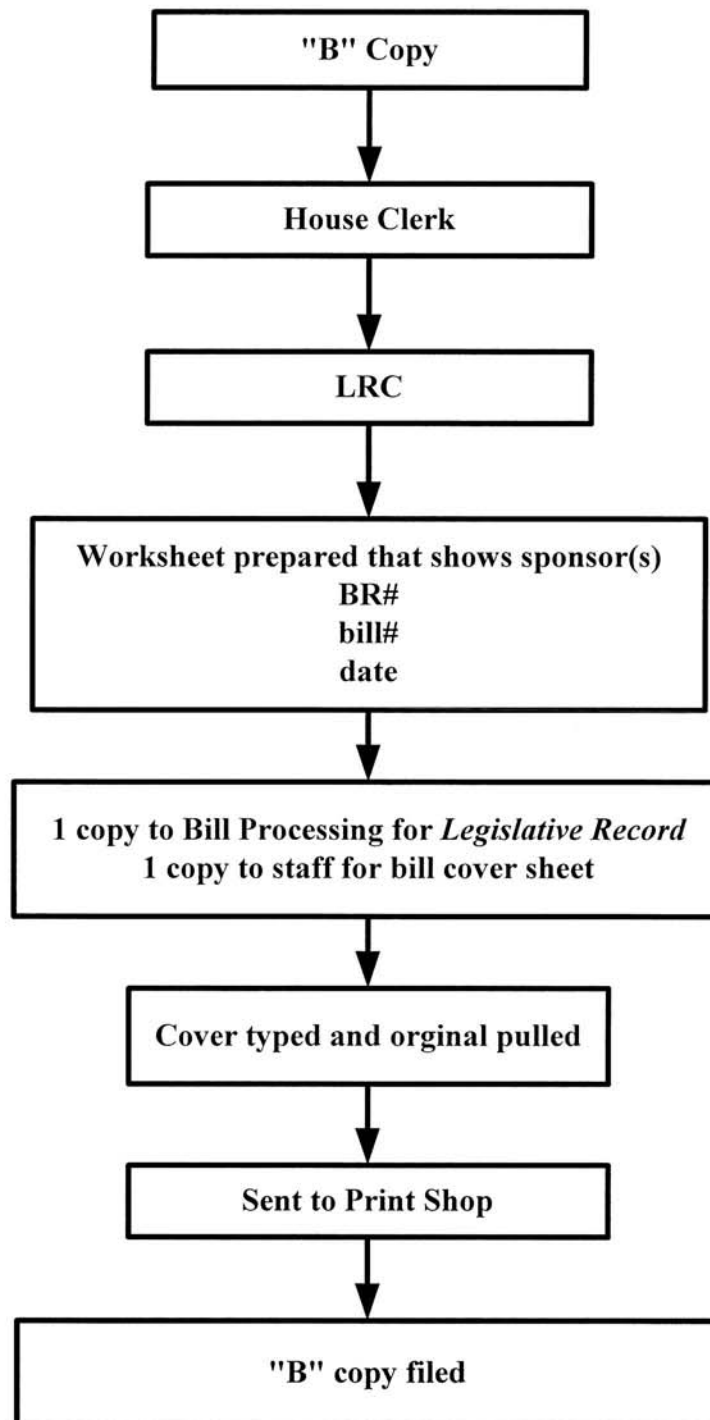 "B" Copy
House Clerk
LRC
Worksheet prepared that shows sponsor(s)
BR#
bill#
date
1 copy to Bill Processing for Legislative Record
1 copy to staff for bill cover sheet
Cover typed and orginal pulled
Sent to Print Shop
"B" copy filed